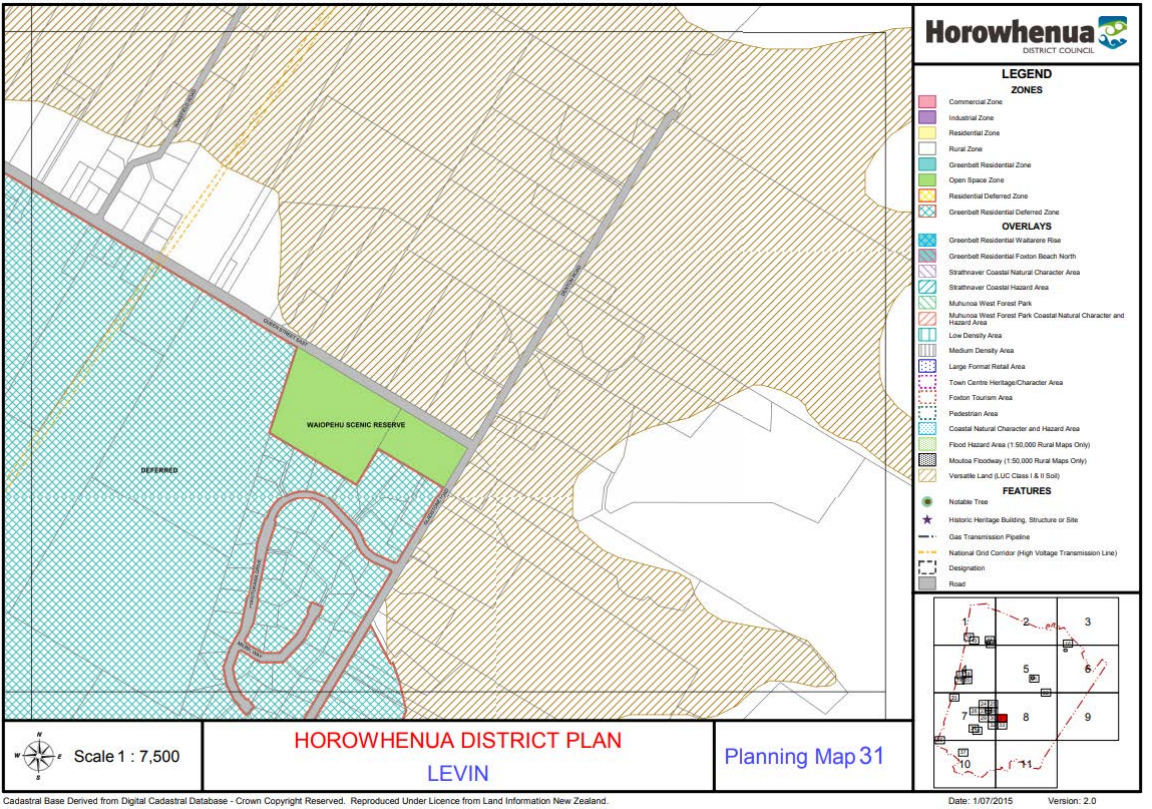 Horowhenua
DISTRICT COUNCIL
LEGEND
ZONES
Commercial Zone
Industrial Zone
Residential Zone
Rural Zone
Greenbelt Residential Zone
Open Space Zone
Residential Deferred Zone
Greenbelt Residential Deferred Zone
OVERLAYS
Greenbelt Residential Waitarere Rise
Greenbelt Residential Foxton Beach North
Strathnaver Coastal Natural Character Area
Strathnaver Coastal Hazard Area
Muhunoa West Forest Park
Muhunoa West Forest Park Coastal Natural Character and
Hazard Area
Low Density Area
Medium Density Area
Large Format Retail Area
Town Centre Heritage/Character Area
Foxton Tourism Area
Pedestrian Area
Coastal Natural Character and Hazard Area
Flood Hazard Area (1:50,000 Rural Maps Only)
Moutoa Floodway (1:50,000 Rural Maps Only)
Versatile Land (LUC Class I & II Soil)
FEATURES
Notable Tree
Historic Heritage Building, Structure or Site
Gas Transmission Pipeline
National Grid Corridor (High Voltage Transmission Line)
Designation
Road
1 2 3
4 5 6
7 8 9
10 11
QUEEN STREET EAST
WAIOPEHU SCENIC RESERVE
DEFERRED
GLADSTONE ROAD
N
W E
S
Scale 1 : 7,500
HOROWHENUA DISTRICT PLAN
LEVIN
Planning Map 31
Cadastral Base Derived from Digital Cadastral Database - Crown Copyright Reserved. Reproduced Under Licence from Land Information New Zealand.
Date: 1/07/2015 Version: 2.0